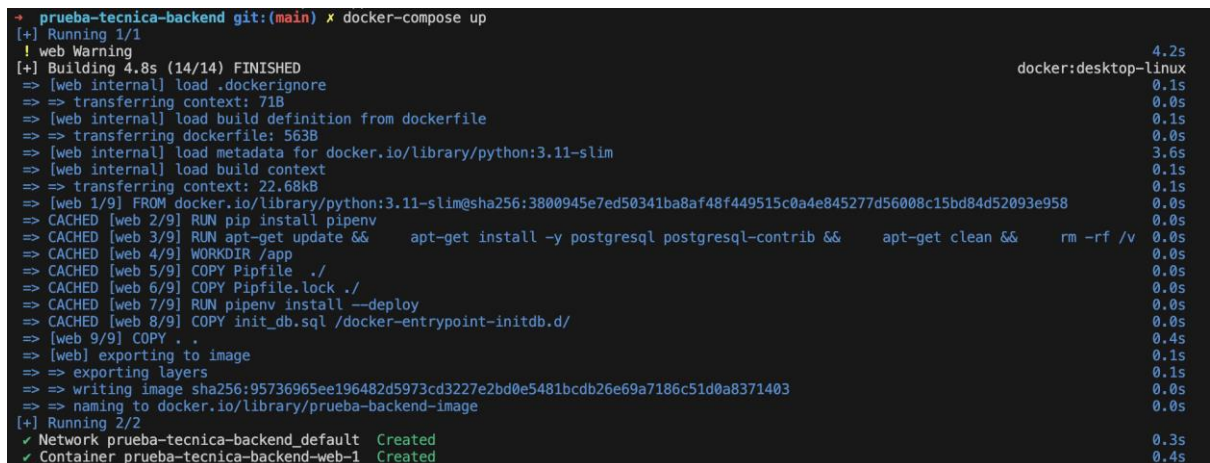 → prueba-tecnica-backend git:(main) ✗ docker-compose up
[+] Running 1/1
! web Warning 4.2s
[+] Building 4.8s (14/14) FINISHED docker:desktop-linux
=> [web internal] load .dockerignore 0.1s
=> => transferring context: 71B 0.0s
=> [web internal] load build definition from dockerfile 0.1s
=> => transferring dockerfile: 563B 0.0s
=> [web internal] load metadata for docker.io/library/python:3.11-slim 3.6s
=> [web internal] load build context 0.1s
=> => transferring context: 22.68kB 0.1s
=> [web 1/9] FROM docker.io/library/python:3.11-slim@sha256:3800945e7ed50341ba8af48f449515c0a4e845277d56008c15bd84d52093e958 0.0s
=> CACHED [web 2/9] RUN pip install pipenv 0.0s
=> CACHED [web 3/9] RUN apt-get update && apt-get install -y postgresql postgresql-contrib && apt-get clean && rm -rf /v 0.0s
=> CACHED [web 4/9] WORKDIR /app 0.0s
=> CACHED [web 5/9] COPY Pipfile ./ 0.0s
=> CACHED [web 6/9] COPY Pipfile.lock ./ 0.0s
=> CACHED [web 7/9] RUN pipenv install --deploy 0.0s
=> CACHED [web 8/9] COPY init_db.sql /docker-entrypoint-initdb.d/ 0.0s
=> [web 9/9] COPY . . 0.4s
=> [web] exporting to image 0.1s
=> => exporting layers 0.1s
=> => writing image sha256:95736965ee196482d5973cd3227e2bd0e5481bcdb26e69a7186c51d0a8371403 0.0s
=> => naming to docker.io/library/prueba-backend-image 0.0s
[+] Running 2/2
✔ Network prueba-tecnica-backend_default Created 0.3s
✔ Container prueba-tecnica-backend-web-1 Created 0.4s